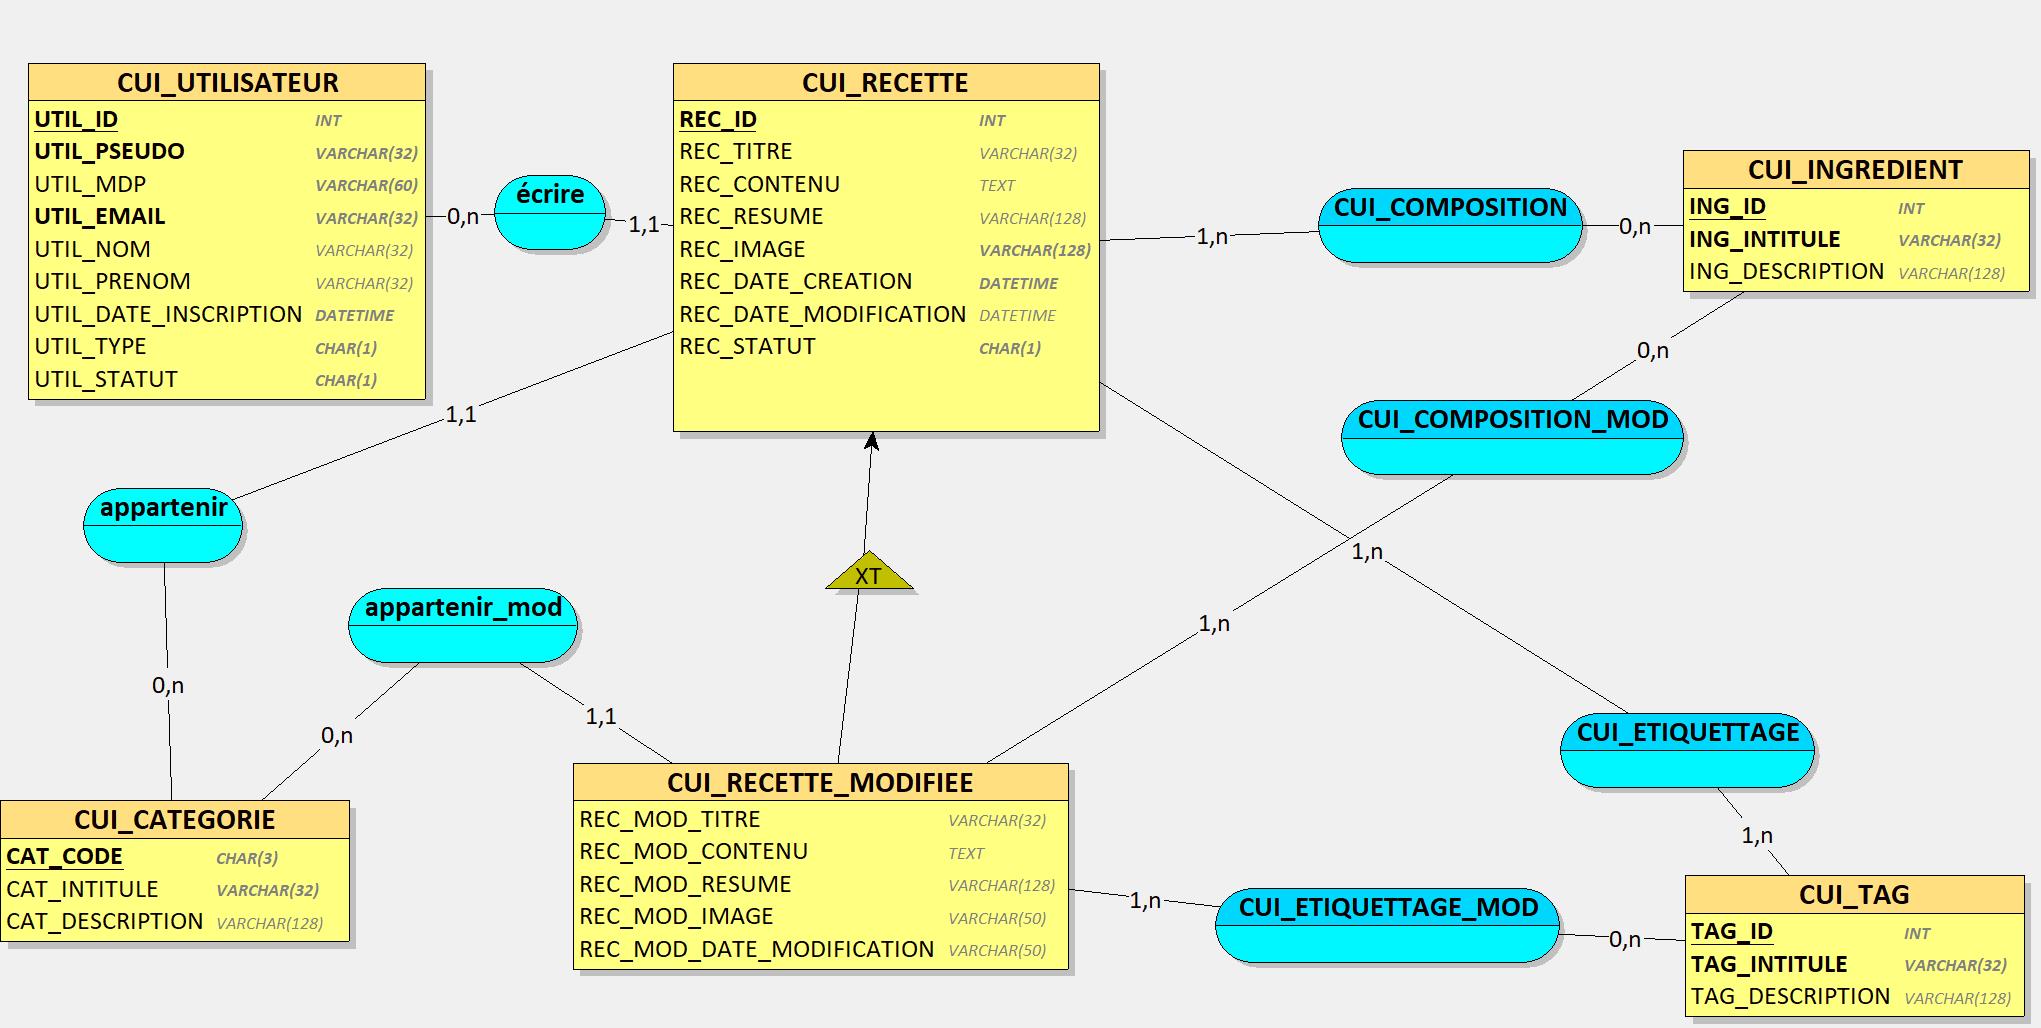 CUI_UTILISATEUR
UTIL_ID INT
UTIL_PSEUDO VARCHAR(32)
UTIL_MDP VARCHAR(60)
UTIL_EMAIL VARCHAR(32)
UTIL_NOM VARCHAR(32)
UTIL_PRENOM VARCHAR(32)
UTIL_DATE_INSCRIPTION DATETIME
UTIL_TYPE CHAR(1)
UTIL_STATUT CHAR(1)
0,n
écrire
1,1
CUI_RECETTE
REC_ID INT
REC_TITRE VARCHAR(32)
REC_CONTENU TEXT
REC_RESUME VARCHAR(128)
REC_IMAGE VARCHAR(128)
REC_DATE_CREATION DATETIME
REC_DATE_MODIFICATION DATETIME
REC_STATUT CHAR(1)
1,n
CUI_COMPOSITION
0,n
CUI_INGREDIENT
ING_ID INT
ING_INTITULE VARCHAR(32)
ING_DESCRIPTION VARCHAR(128)
0,n
CUI_COMPOSITION_MOD
1,n
1,1
appartenir
0,n
XT
appartenir_mod
0,n
1,1
1,n
CUI_ETIQUETTAGE
1,n
CUI_CATEGORIE
CAT_CODE CHAR(3)
CAT_INTITULE VARCHAR(32)
CAT_DESCRIPTION VARCHAR(128)
CUI_RECETTE_MODIFIEE
REC_MOD_TITRE VARCHAR(32)
REC_MOD_CONTENU TEXT
REC_MOD_RESUME VARCHAR(128)
REC_MOD_IMAGE VARCHAR(50)
REC_MOD_DATE_MODIFICATION VARCHAR(50)
1,n
CUI_ETIQUETTAGE_MOD
0,n
CUI_TAG
TAG_ID INT
TAG_INTITULE VARCHAR(32)
TAG_DESCRIPTION VARCHAR(128)